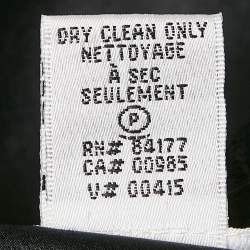 DRY CLEAN ONLY
NETTOYAGE
À SEC
SEULEMENT
P
RN# 84177
CA# 00985
V# 00415